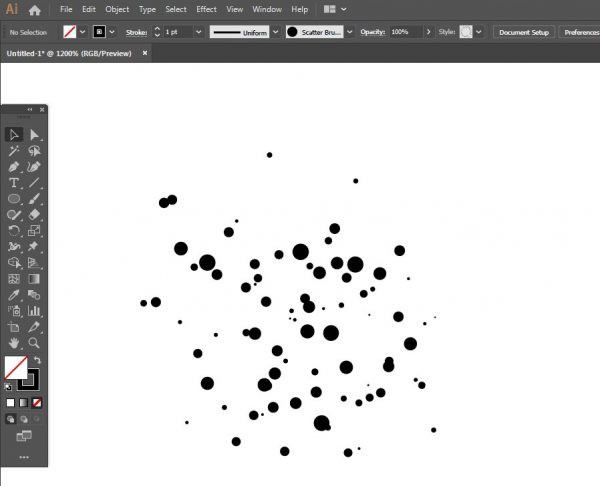 Ai File Edit Object Type Select Effect View Window Help
No Selection Stroke: 1 pt Uniform Scatter Bru... Opacity: 100% Style: Document Setup Preferences
Untitled-1* @ 1200% (RGB/Preview) ×